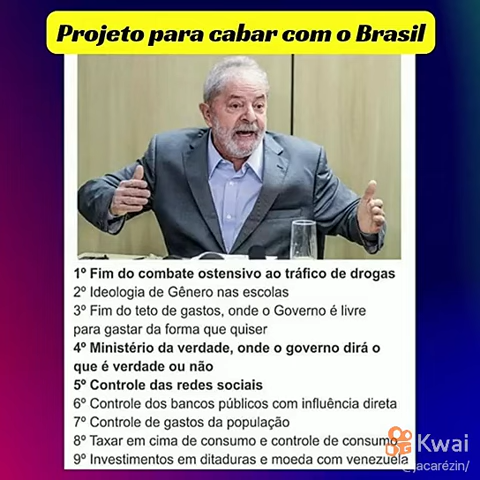 Projeto para cabar com o Brasil
1º Fim do combate ostensivo ao tráfico de drogas
2º Ideologia de Gênero nas escolas
3º Fim do teto de gastos, onde o Governo é livre
para gastar da forma que quiser
4º Ministério da verdade, onde o governo dirá o
que é verdade ou não
5º Controle das redes sociais
6º Controle dos bancos públicos com influência direta
7º Controle de gastos da população
8º Taxar em cima de consumo e controle de consumo
9º Investimentos em ditaduras e moeda com venezuela
Kwai
jacarézin/